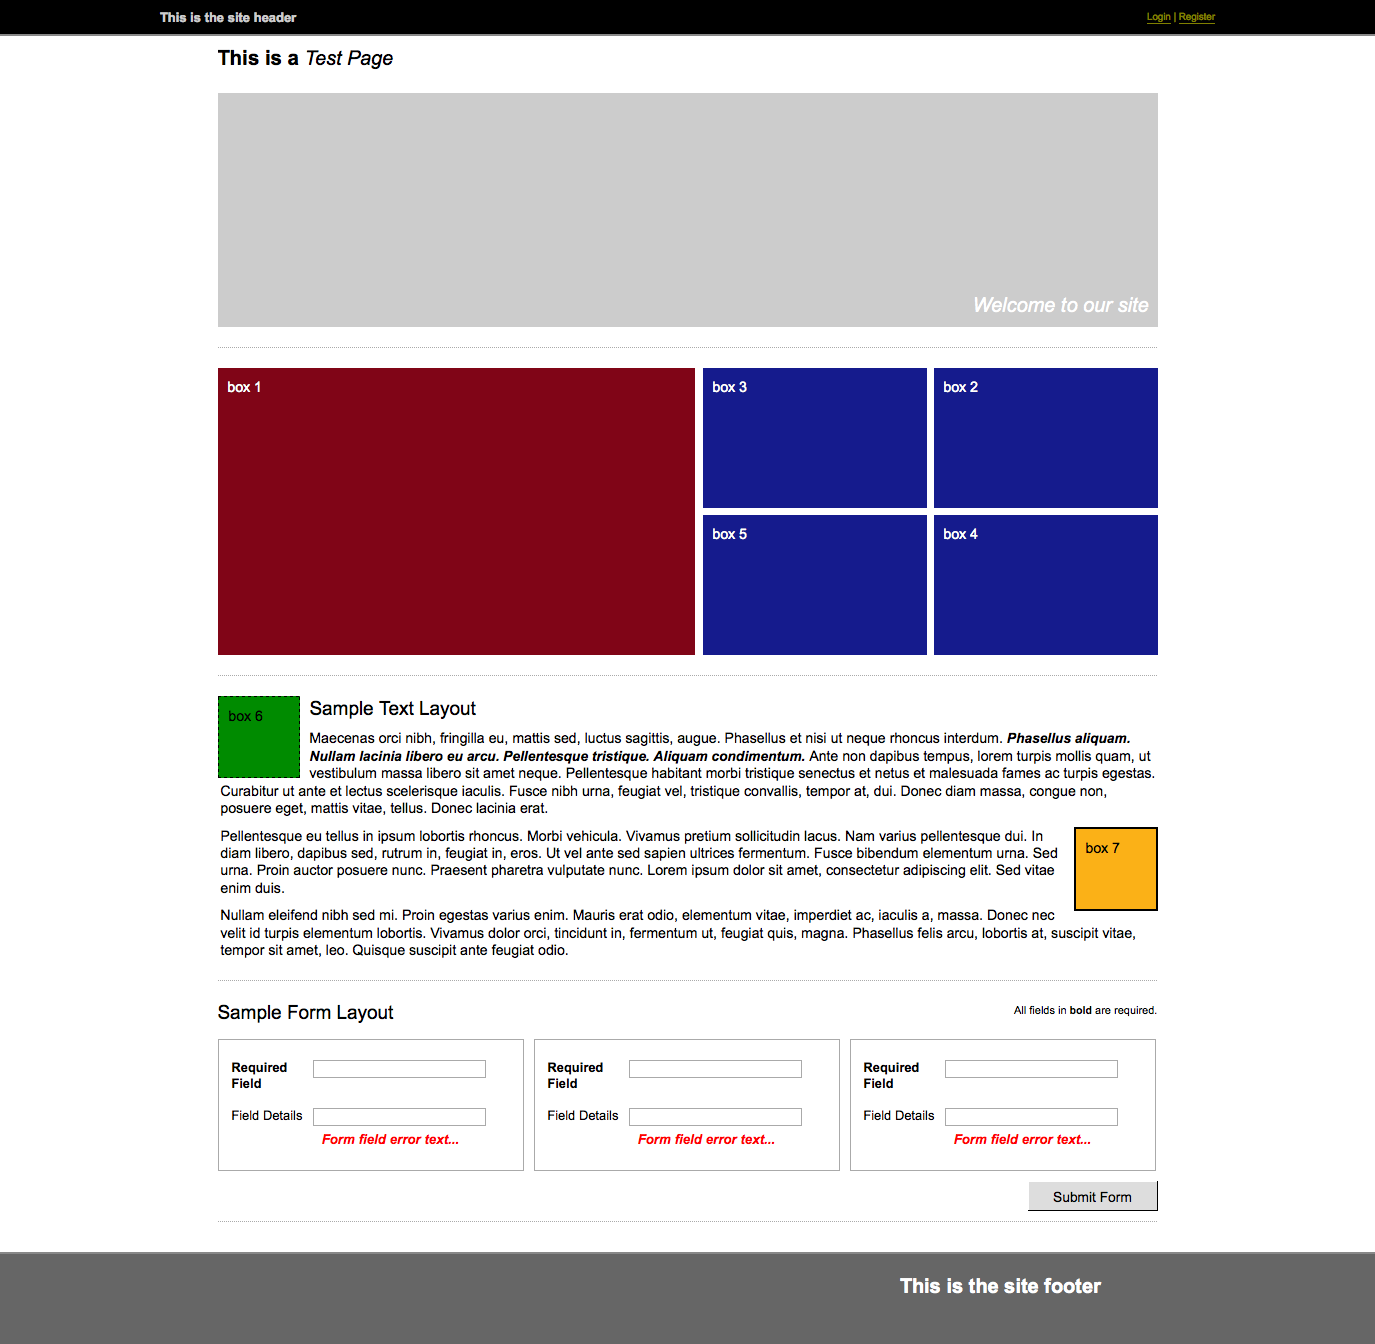 This is the site header
Login | Register
This is a Test Page
Welcome to our site
box 1
box 3
box 2
box 5
box 4
box 6
Sample Text Layout
Maecenas orci nibh, fringilla eu, mattis sed, luctus sagittis, augue. Phasellus et nisi ut neque rhoncus interdum. Phasellus aliquam.
Nullam lacinia libero eu arcu. Pellentesque tristique. Aliquam condimentum. Ante non dapibus tempus, lorem turpis mollis quam, ut
vestibulum massa libero sit amet neque. Pellentesque habitant morbi tristique senectus et netus et malesuada fames ac turpis egestas.
Curabitur ut ante et lectus scelerisque iaculis. Fusce nibh urna, feugiat vel, tristique convallis, tempor at, dui. Donec diam massa, congue non,
posuere eget, mattis vitae, tellus. Donec lacinia erat.
Pellentesque eu tellus in ipsum lobortis rhoncus. Morbi vehicula. Vivamus pretium sollicitudin lacus. Nam varius pellentesque dui. In
diam libero, dapibus sed, rutrum in, feugiat in, eros. Ut vel ante sed sapien ultrices fermentum. Fusce bibendum elementum urna. Sed
urna. Proin auctor posuere nunc. Praesent pharetra vulputate nunc. Lorem ipsum dolor sit amet, consectetur adipiscing elit. Sed vitae
enim duis.
box 7
Nullam eleifend nibh sed mi. Proin egestas varius enim. Mauris erat odio, elementum vitae, imperdiet ac, iaculis a, massa. Donec nec
velit id turpis elementum lobortis. Vivamus dolor orci, tincidunt in, fermentum ut, feugiat quis, magna. Phasellus felis arcu, lobortis at, suscipit vitae,
tempor sit amet, leo. Quisque suscipit ante feugiat odio.
Sample Form Layout
All fields in bold are required.
Required
Field
Field Details
Form field error text...
Required
Field
Field Details
Form field error text...
Required
Field
Field Details
Form field error text...
Submit Form
This is the site footer